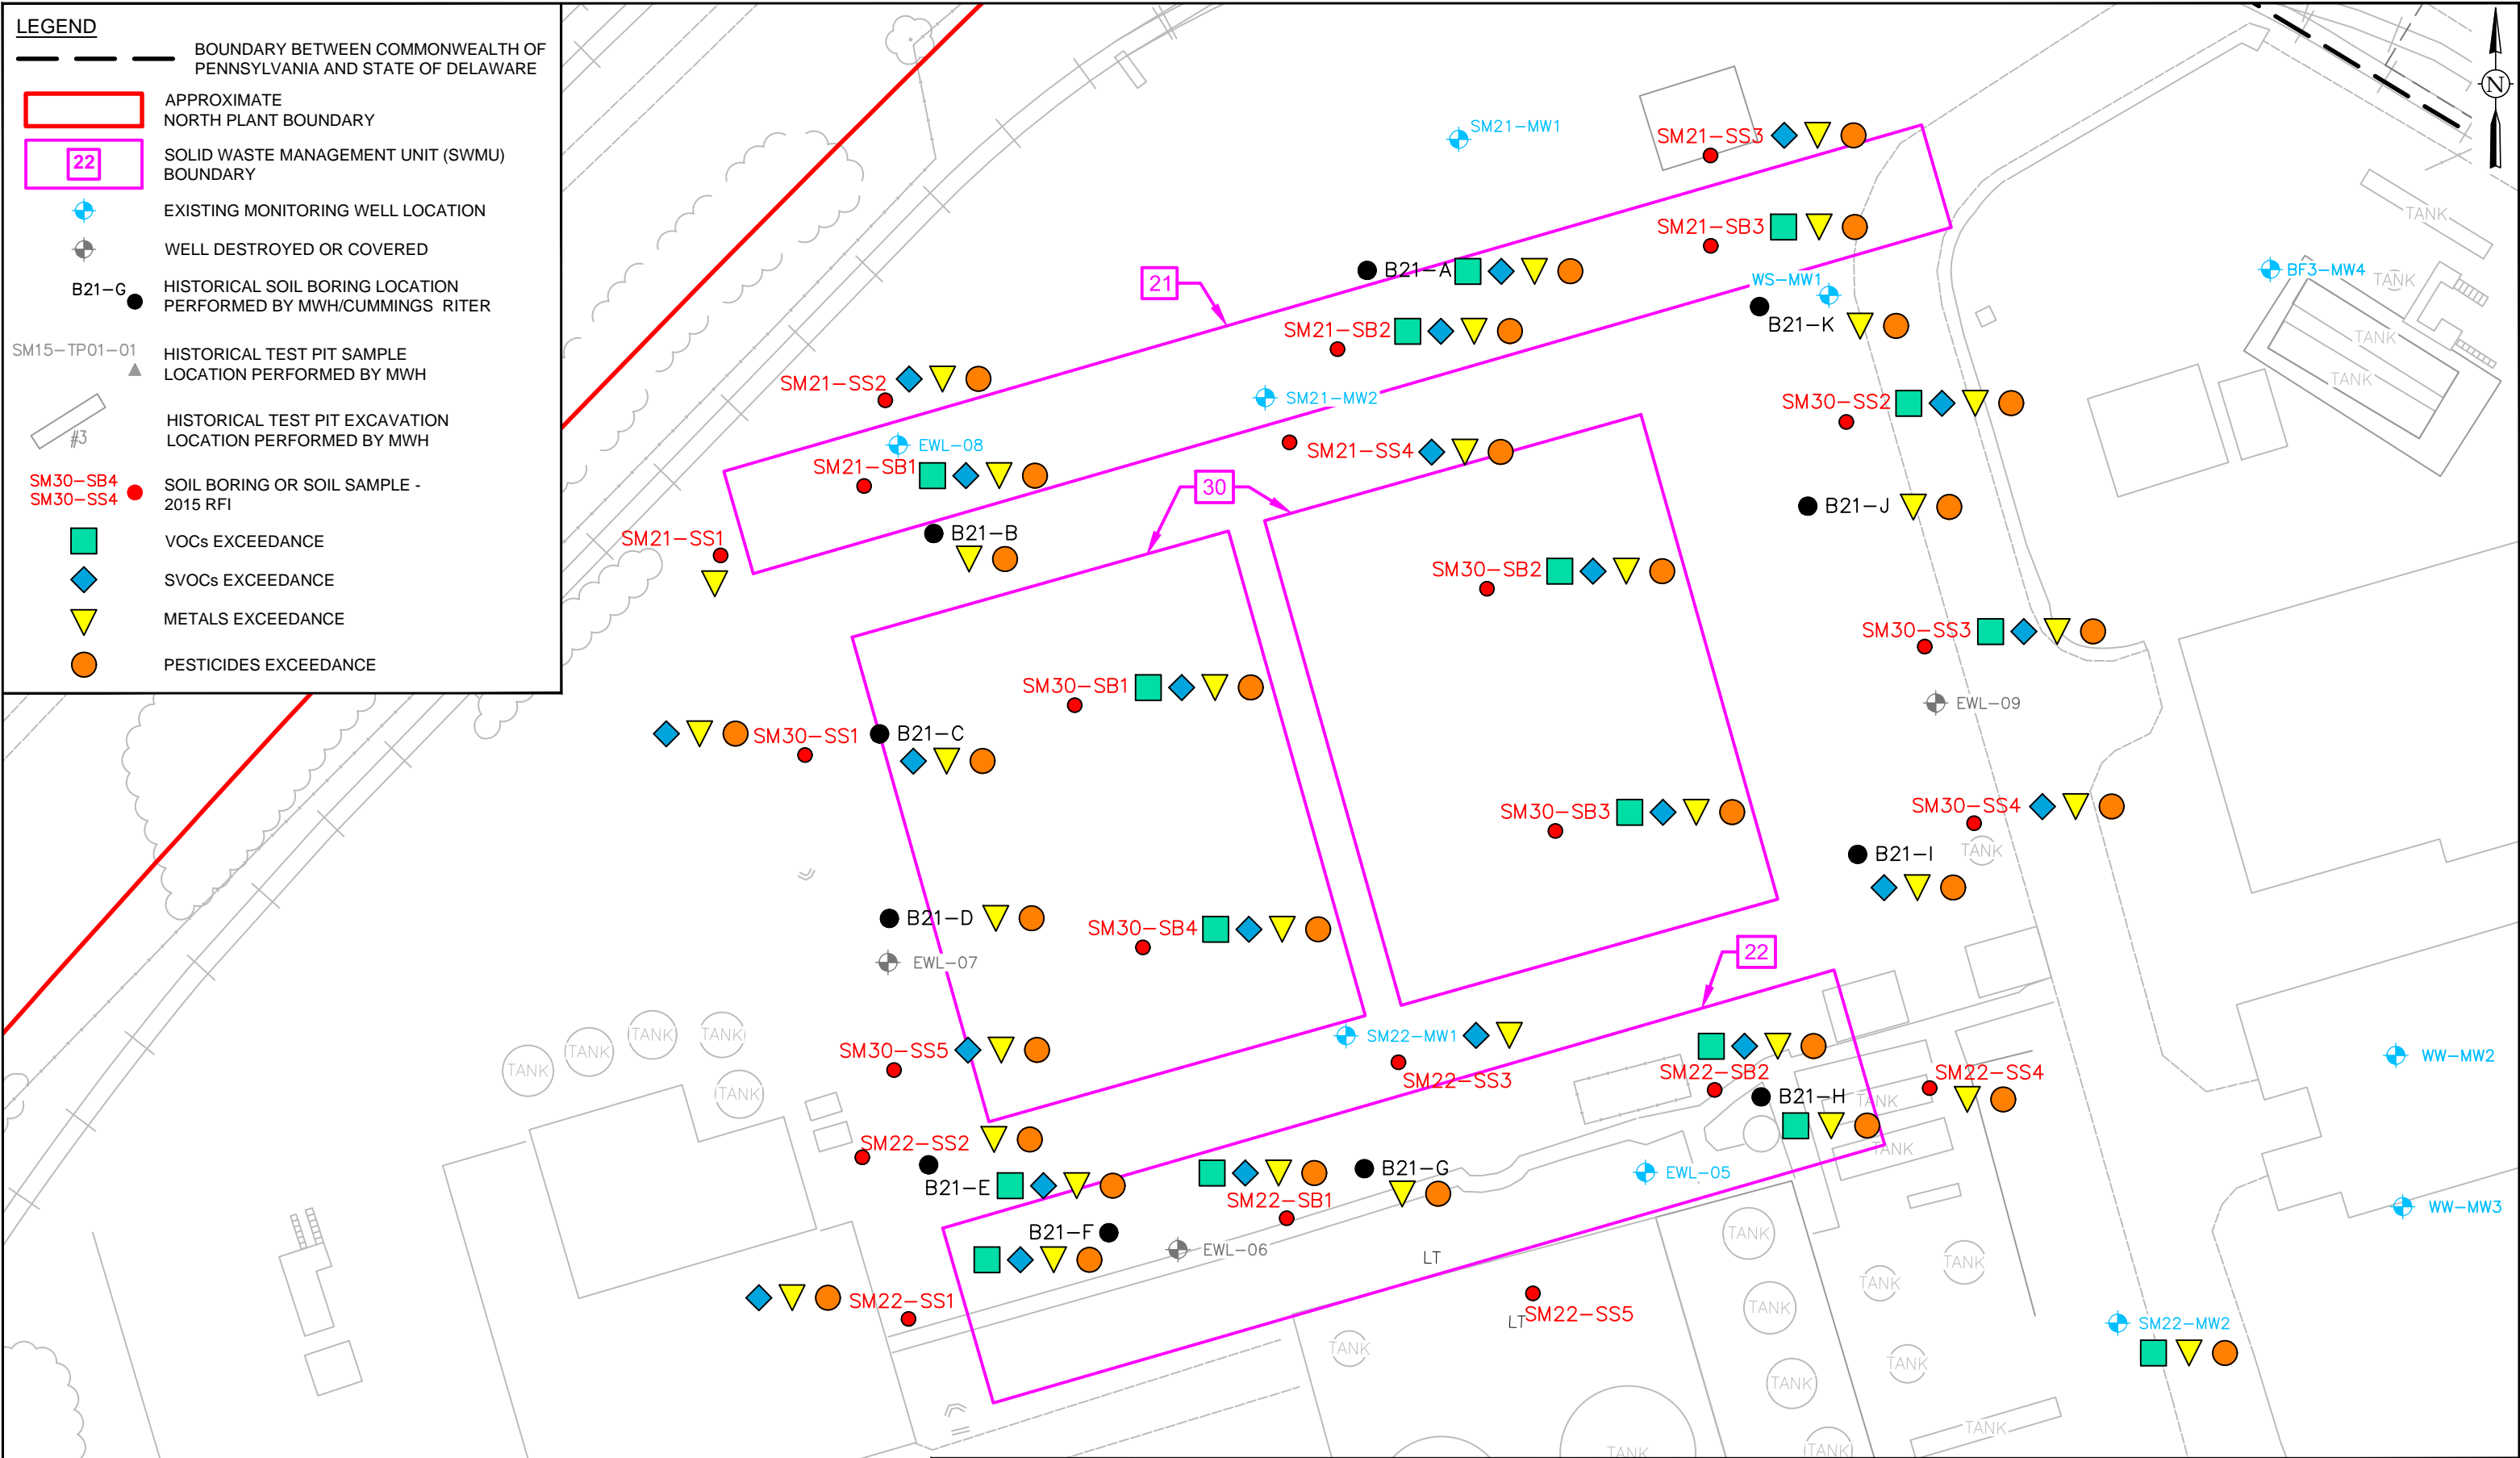 LEGEND
BOUNDARY BETWEEN COMMONWEALTH OF
PENNSYLVANIA AND STATE OF DELAWARE
APPROXIMATE
NORTH PLANT BOUNDARY
22
SOLID WASTE MANAGEMENT UNIT (SWMU)
BOUNDARY
EXISTING MONITORING WELL LOCATION
WELL DESTROYED OR COVERED
B21-G
HISTORICAL SOIL BORING LOCATION
PERFORMED BY MWH/CUMMINGS RITER
SM15-TP01-01
HISTORICAL TEST PIT SAMPLE
LOCATION PERFORMED BY MWH
#3
HISTORICAL TEST PIT EXCAVATION
LOCATION PERFORMED BY MWH
SM30-SB4
SM30-SS4
SOIL BORING OR SOIL SAMPLE -
2015 RFI
VOCs EXCEEDANCE
SVOCs EXCEEDANCE
METALS EXCEEDANCE
PESTICIDES EXCEEDANCE
N
SM21-MW1
SM21-SS3
TANK
SM21-SB3
B21-A
21
WS-MW1
BF3-MW4
TANK
B21-K
SM21-SB2
TANK
TANK
SM21-SS2
SM21-MW2
SM30-SS2
EWL-08
SM21-SS4
SM21-SB1
30
B21-J
SM21-SS1
B21-B
SM30-SB2
SM30-SS3
SM30-SB1
EWL-09
SM30-SS1
B21-C
SM30-SB3
SM30-SS4
TANK
B21-I
B21-D
SM30-SB4
22
EWL-07
TANK
TANK
TANK
TANK
TANK
SM30-SS5
SM22-MW1
WW-MW2
SM22-SS3
SM22-SB2
SM22-SS4
B21-H
TANK
TANK
SM22-SS2
B21-G
EWL-05
B21-E
SM22-SB1
WW-MW3
B21-F
EWL-06
LT
TANK
TANK
TANK
SM22-SS1
TANK
SM22-SS5
LT
SM22-MW2
TANK
TANK
TANK
TANK
TANK
TANK